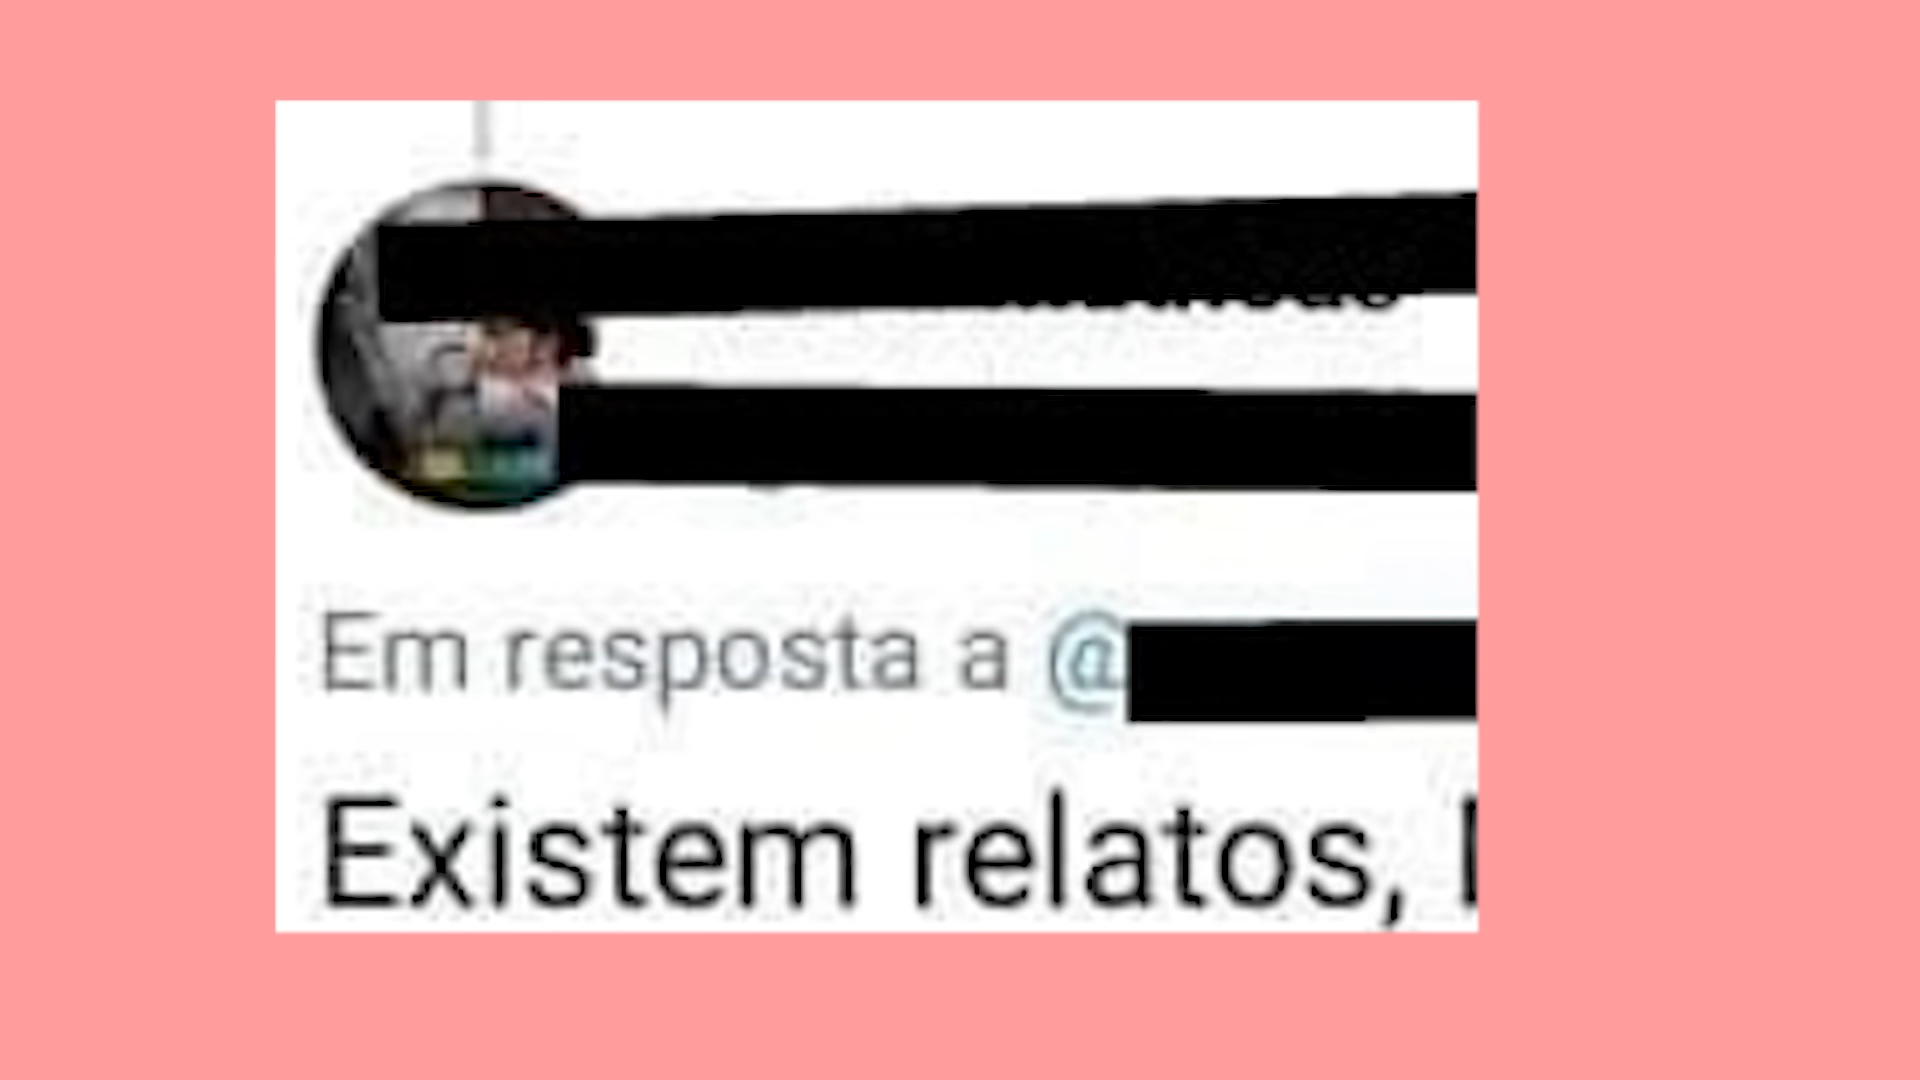 Em resposta a @
Existem relatos,